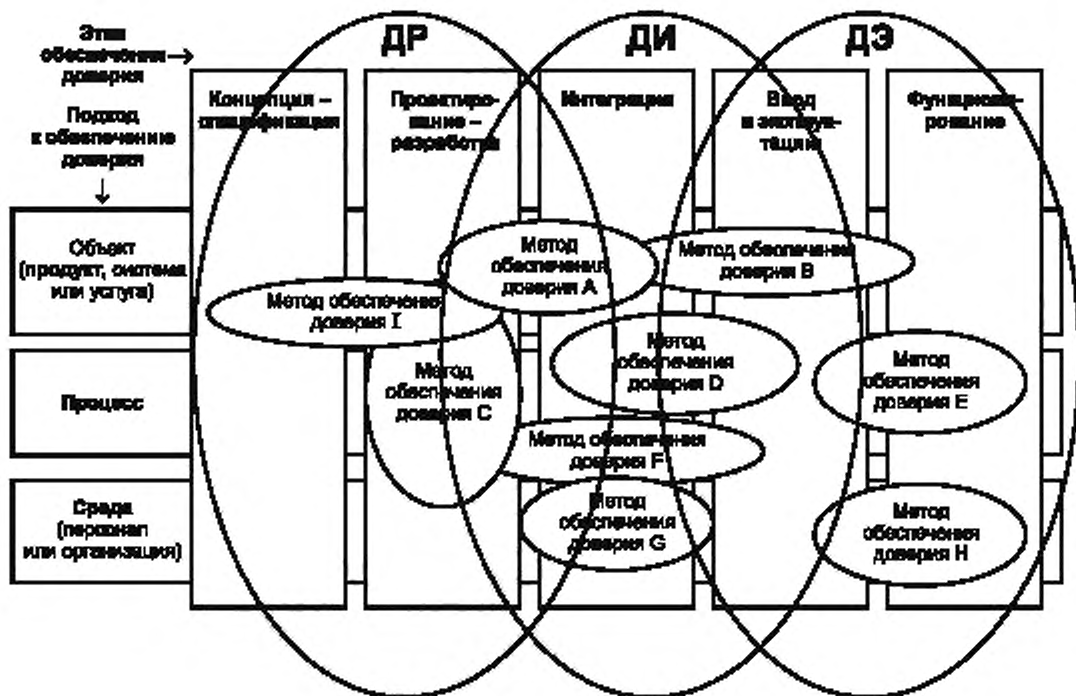 Этап
обеспечения →
доверия
Подход
к обеспечению
доверия
↓
ДР
ДИ
ДЭ
Концепция –
спецификация
Проектиро-
вание –
разработка
Интеграция
Ввод
в эксплуа-
тацию
Функциони-
рование
Объект
(продукт, система
или услуга)
Метод
обеспечения
доверия A
Метод обеспечения
доверия B
Метод обеспечения
доверия I
Процесс
Метод
обеспечения
доверия C
Метод
обеспечения
доверия D
Метод
обеспечения
доверия E
Метод обеспечения
доверия F
Среда
(персонал
или организация)
Метод
обеспечения
доверия G
Метод
обеспечения
доверия H